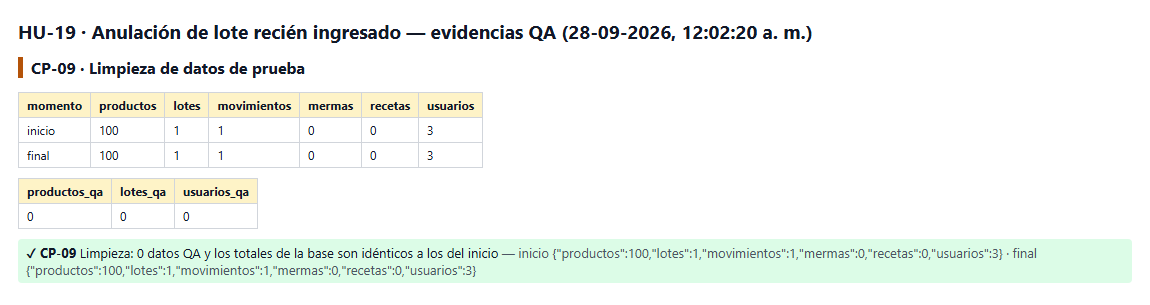 HU-19 · Anulación de lote recién ingresado — evidencias QA (28-09-2026, 12:02:20 a. m.)
CP-09 · Limpieza de datos de prueba
momento productos lotes movimientos mermas recetas usuarios
inicio 100 1 1 0 0 3
final 100 1 1 0 0 3
productos_qa lotes_qa usuarios_qa
0 0 0
✓ CP-09 Limpieza: 0 datos QA y los totales de la base son idénticos a los del inicio — inicio {"productos":100,"lotes":1,"movimientos":1,"mermas":0,"recetas":0,"usuarios":3} · final
{"productos":100,"lotes":1,"movimientos":1,"mermas":0,"recetas":0,"usuarios":3}